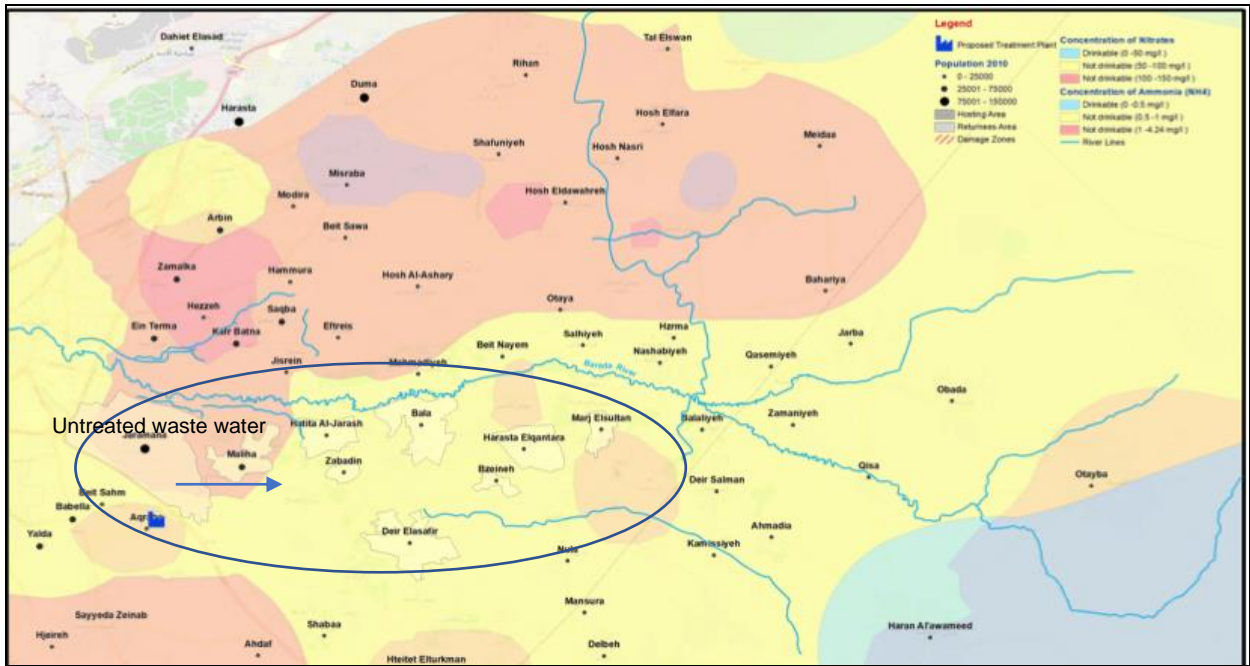 Legend
Proposed Treatment Plant
Population 2010
0 - 25000
25001 - 75000
75001 - 150000
Hosting Area
Returnees Area
Damage Zones
Concentration of Nitrates
Drinkable (0 -50 mg/l )
Not drinkable (50 -100 mg/l )
Not drinkable (100 -150 mg/l )
Concentration of Ammonia (NH4)
Drinkable (0 -0.5 mg/l )
Not drinkable (0.5 -1 mg/l )
Not drinkable (1 -4.24 mg/l )
River Lines
Dahiet Elasad
Tal Elswan
Rihan
Duma
Harasta
Hosh Elfara
Meidaa
Shafuniyeh
Hosh Nasri
Misraba
Modira
Hosh Eldawahreh
Arbin
Beit Sawa
Zamalka
Hammura
Hosh Al-Ashary
Bahariya
Hezzeh
Saqba
Otaya
Ein Terma
Kafr Batna
Eftreis
Salhiyeh
Hzrma
Jarba
Beit Nayem
Nashabiyeh
Qasemiyeh
Jisrein
Mohmadiyeh
Barada River
Obada
Untreated waste water
Hatita Al-Jarash
Bala
Marj Elsultan
Balaliyeh
Zamaniyeh
Jaramana
Harasta Elqantara
Maliha
Zabadin
Qisa
Bzeineh
Deir Salman
Otayba
Beit Sahm
Babella
Aqraba
Ahmadia
Yalda
Deir Elasafir
Kamissiyeh
Nula
Mansura
Sayyeda Zeinab
Shabaa
Haran Al'awameed
Hjeireh
Ahdaf
Delbeh
Hteitet Elturkman